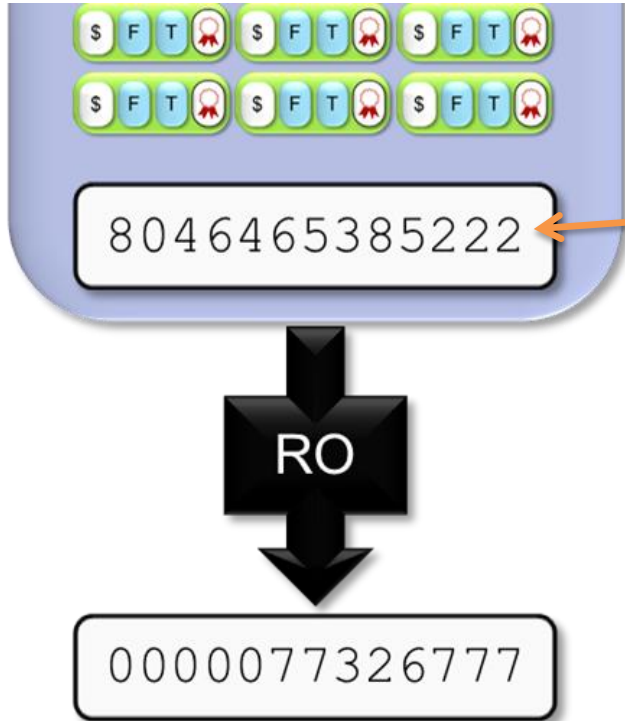 $ F T $ F T $ F T
$ F T $ F T $ F T
8046465385222
RO
0000077326777